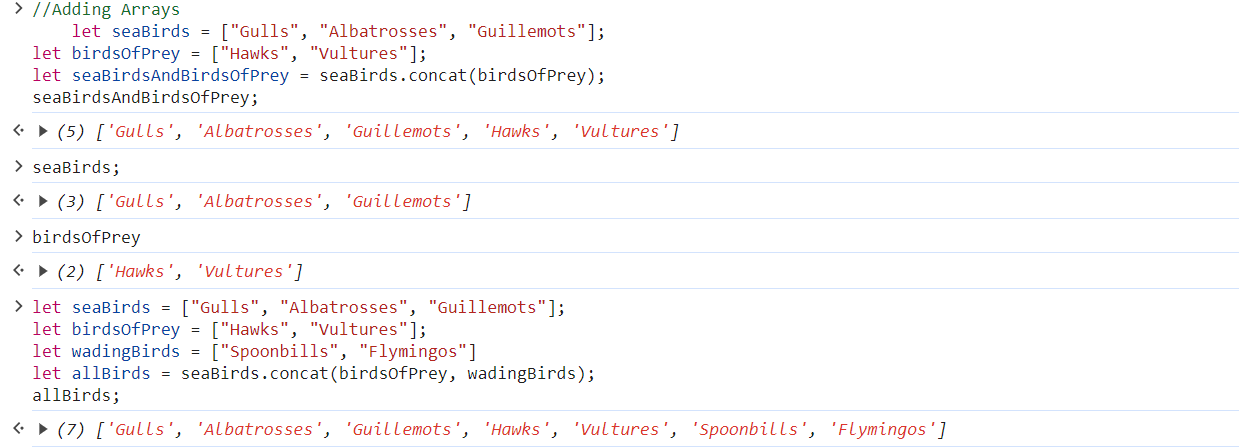 //Adding Arrays
    let seaBirds = ["Gulls", "Albatrosses", "Guillemots"];
let birdsOfPrey = ["Hawks", "Vultures"];
let seaBirdsAndBirdsOfPrey = seaBirds.concat(birdsOfPrey);
seaBirdsAndBirdsOfPrey;
(5) ['Gulls', 'Albatrosses', 'Guillemots', 'Hawks', 'Vultures']
seaBirds;
(3) ['Gulls', 'Albatrosses', 'Guillemots']
birdsOfPrey
(2) ['Hawks', 'Vultures']
let seaBirds = ["Gulls", "Albatrosses", "Guillemots"];
let birdsOfPrey = ["Hawks", "Vultures"];
let wadingBirds = ["Spoonbills", "Flymingos"]
let allBirds = seaBirds.concat(birdsOfPrey, wadingBirds);
allBirds;
(7) ['Gulls', 'Albatrosses', 'Guillemots', 'Hawks', 'Vultures', 'Spoonbills', 'Flymingos']